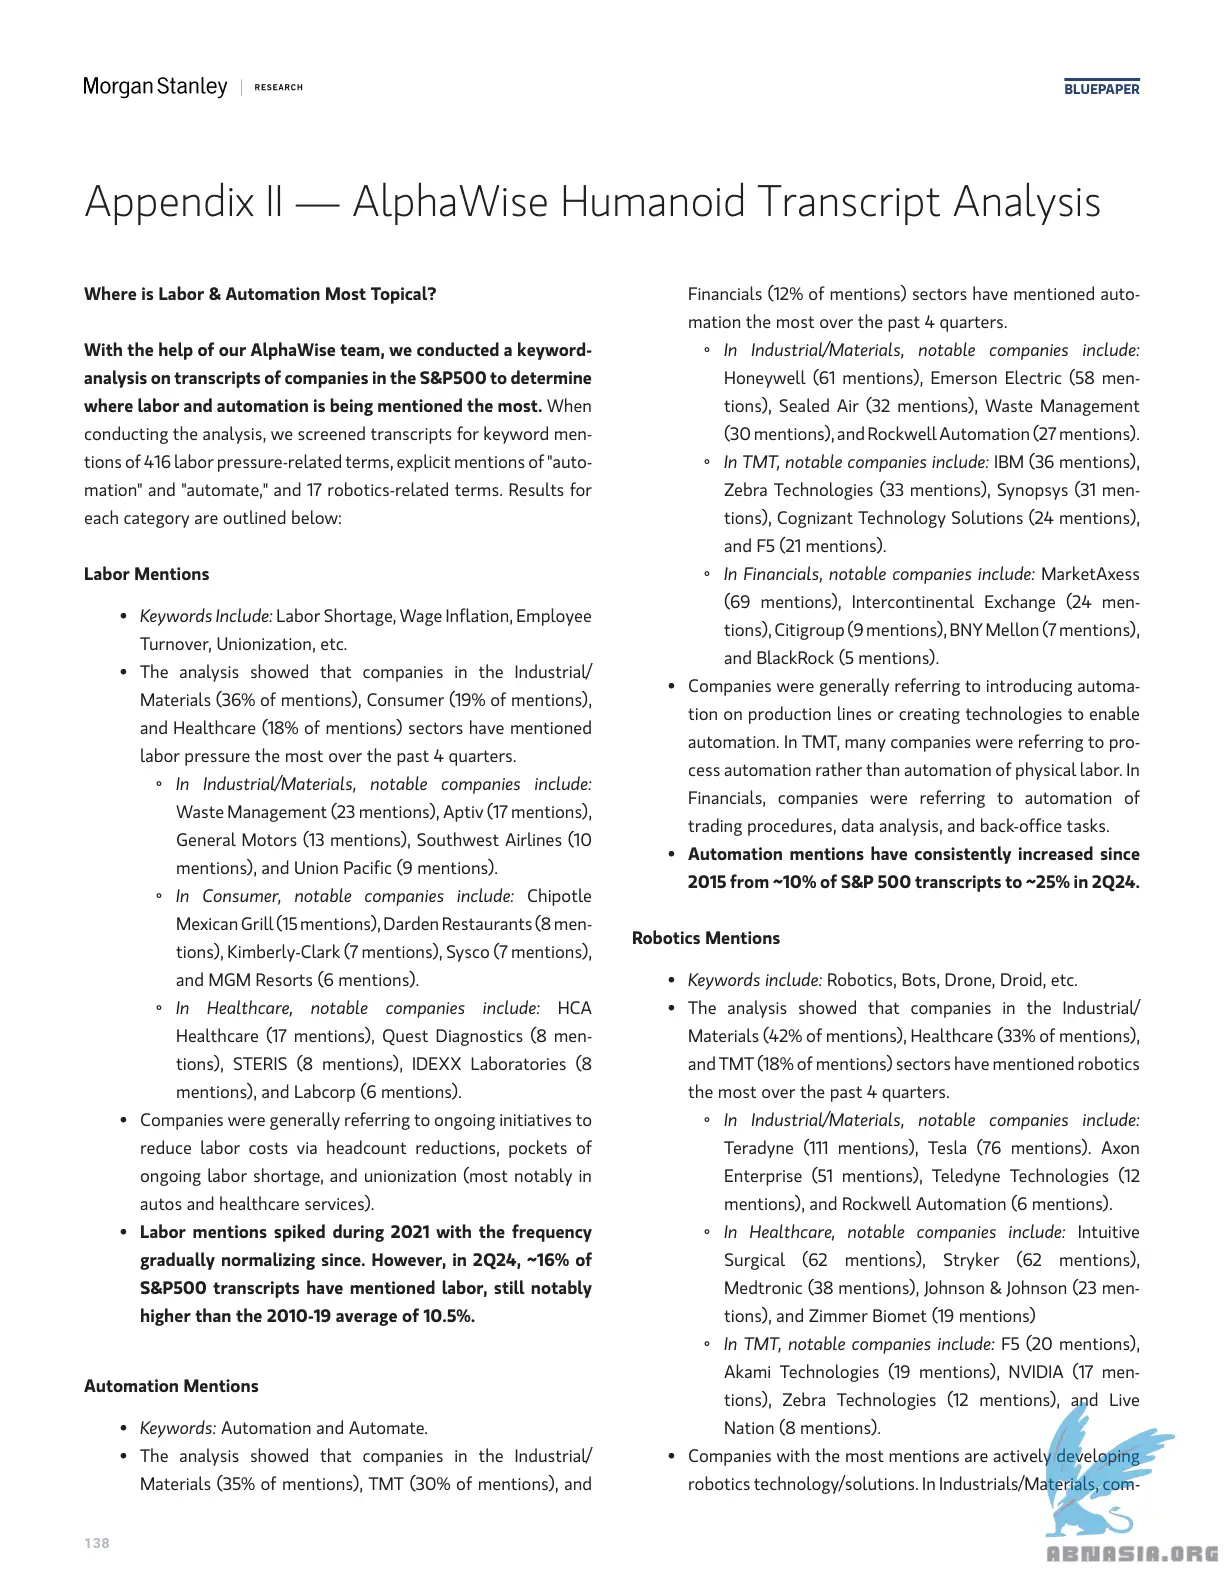 Morgan Stanley | RESEARCH
BLUEPAPER
Appendix II — AlphaWise Humanoid Transcript Analysis
Where is Labor & Automation Most Topical?
With the help of our AlphaWise team, we conducted a keyword-
analysis on transcripts of companies in the S&P500 to determine
where labor and automation is being mentioned the most. When
conducting the analysis, we screened transcripts for keyword men-
tions of 416 labor pressure-related terms, explicit mentions of "auto-
mation" and "automate," and 17 robotics-related terms. Results for
each category are outlined below:
Labor Mentions
• Keywords Include: Labor Shortage, Wage Inflation, Employee
Turnover, Unionization, etc.
• The analysis showed that companies in the Industrial/
Materials (36% of mentions), Consumer (19% of mentions),
and Healthcare (18% of mentions) sectors have mentioned
labor pressure the most over the past 4 quarters.
° In Industrial/Materials, notable companies include:
Waste Management (23 mentions), Aptiv (17 mentions),
General Motors (13 mentions), Southwest Airlines (10
mentions), and Union Pacific (9 mentions).
° In Consumer, notable companies include: Chipotle
Mexican Grill (15 mentions), Darden Restaurants (8 men-
tions), Kimberly-Clark (7 mentions), Sysco (7 mentions),
and MGM Resorts (6 mentions).
° In Healthcare, notable companies include: HCA
Healthcare (17 mentions), Quest Diagnostics (8 men-
tions), STERIS (8 mentions), IDEXX Laboratories (8
mentions), and Labcorp (6 mentions).
• Companies were generally referring to ongoing initiatives to
reduce labor costs via headcount reductions, pockets of
ongoing labor shortage, and unionization (most notably in
autos and healthcare services).
• Labor mentions spiked during 2021 with the frequency
gradually normalizing since. However, in 2Q24, ~16% of
S&P500 transcripts have mentioned labor, still notably
higher than the 2010-19 average of 10.5%.
Automation Mentions
• Keywords: Automation and Automate.
• The analysis showed that companies in the Industrial/
Materials (35% of mentions), TMT (30% of mentions), and
Financials (12% of mentions) sectors have mentioned auto-
mation the most over the past 4 quarters.
° In Industrial/Materials, notable companies include:
Honeywell (61 mentions), Emerson Electric (58 men-
tions), Sealed Air (32 mentions), Waste Management
(30 mentions), and Rockwell Automation (27 mentions).
° In TMT, notable companies include: IBM (36 mentions),
Zebra Technologies (33 mentions), Synopsys (31 men-
tions), Cognizant Technology Solutions (24 mentions),
and F5 (21 mentions).
° In Financials, notable companies include: MarketAxess
(69 mentions), Intercontinental Exchange (24 men-
tions), Citigroup (9 mentions), BNY Mellon (7 mentions),
and BlackRock (5 mentions).
• Companies were generally referring to introducing automa-
tion on production lines or creating technologies to enable
automation. In TMT, many companies were referring to pro-
cess automation rather than automation of physical labor. In
Financials, companies were referring to automation of
trading procedures, data analysis, and back-office tasks.
• Automation mentions have consistently increased since
2015 from ~10% of S&P 500 transcripts to ~25% in 2Q24.
Robotics Mentions
• Keywords include: Robotics, Bots, Drone, Droid, etc.
• The analysis showed that companies in the Industrial/
Materials (42% of mentions), Healthcare (33% of mentions),
and TMT (18% of mentions) sectors have mentioned robotics
the most over the past 4 quarters.
° In Industrial/Materials, notable companies include:
Teradyne (111 mentions), Tesla (76 mentions). Axon
Enterprise (51 mentions), Teledyne Technologies (12
mentions), and Rockwell Automation (6 mentions).
° In Healthcare, notable companies include: Intuitive
Surgical (62 mentions), Stryker (62 mentions),
Medtronic (38 mentions), Johnson & Johnson (23 men-
tions), and Zimmer Biomet (19 mentions)
° In TMT, notable companies include: F5 (20 mentions),
Akami Technologies (19 mentions), NVIDIA (17 men-
tions), Zebra Technologies (12 mentions), and Live
Nation (8 mentions).
• Companies with the most mentions are actively developing
robotics technology/solutions. In Industrials/Materials, com-
138
ABNASIA.ORG